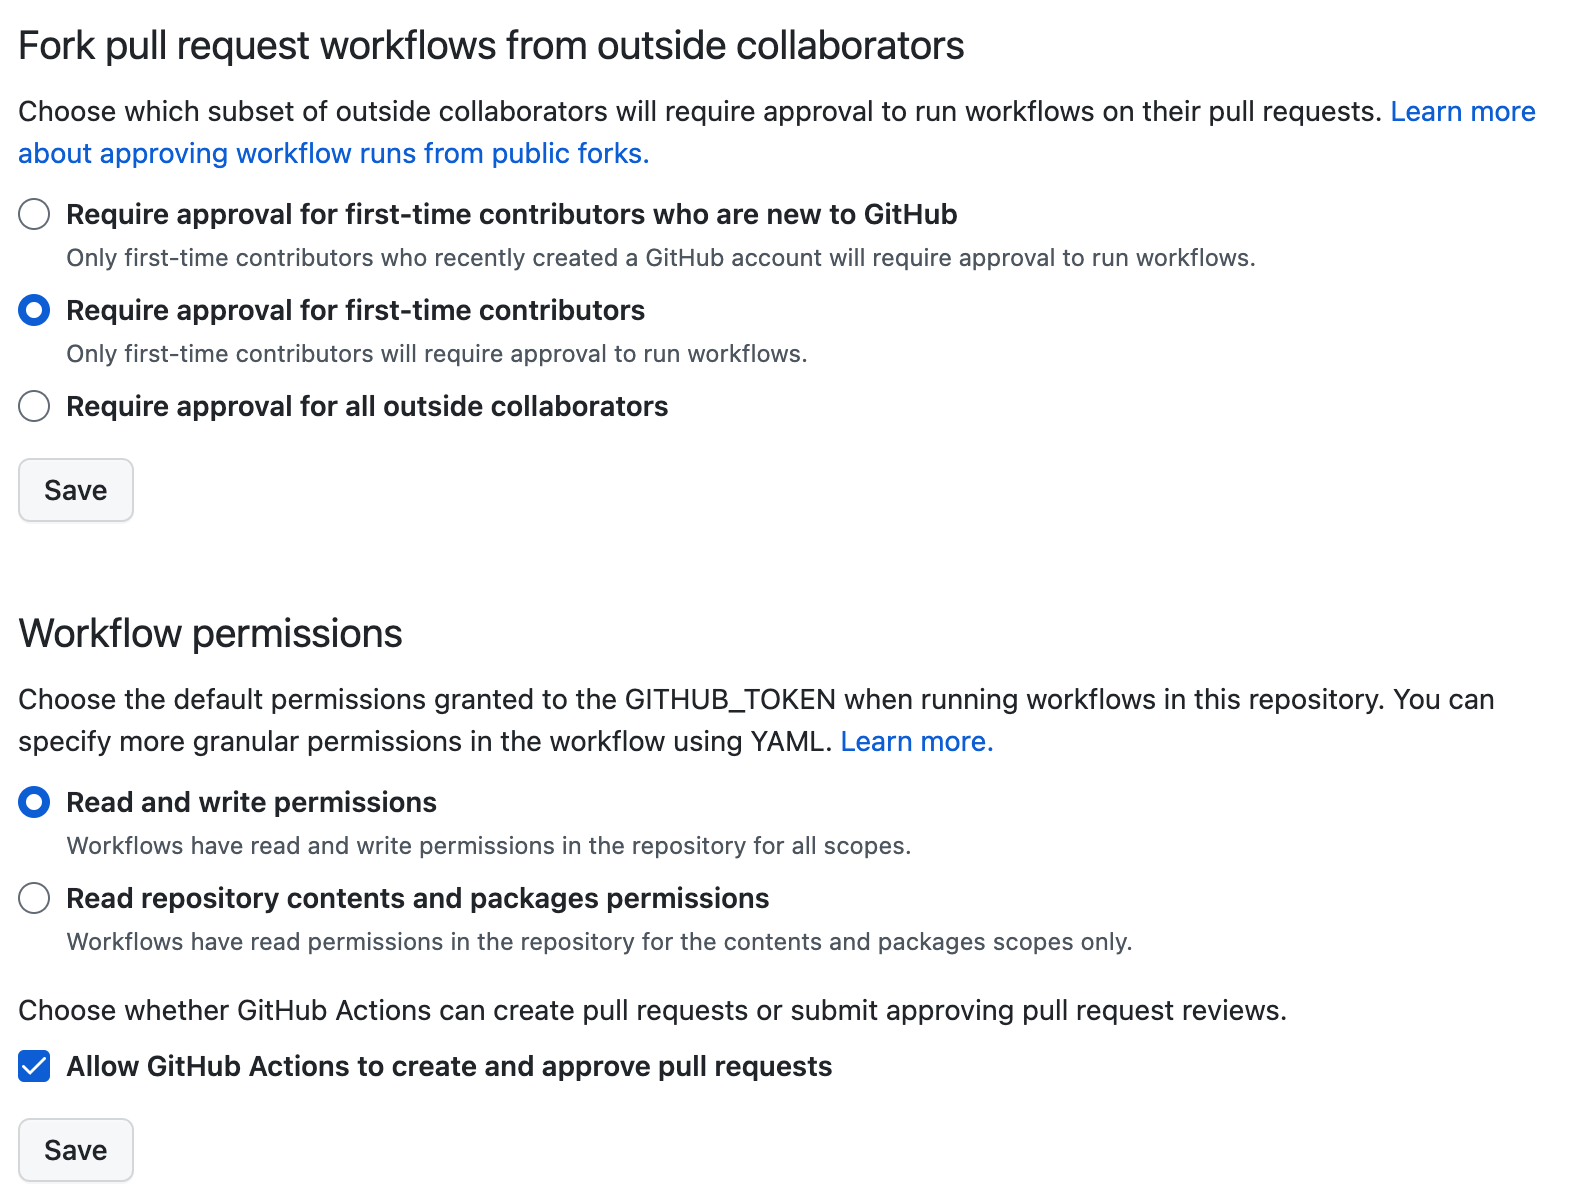 Fork pull request workflows from outside collaborators
Choose which subset of outside collaborators will require approval to run workflows on their pull requests. Learn more
about approving workflow runs from public forks.
Require approval for first-time contributors who are new to GitHub
Only first-time contributors who recently created a GitHub account will require approval to run workflows.
Require approval for first-time contributors
Only first-time contributors will require approval to run workflows.
Require approval for all outside collaborators
Save
Workflow permissions
Choose the default permissions granted to the GITHUB_TOKEN when running workflows in this repository. You can
specify more granular permissions in the workflow using YAML. Learn more.
Read and write permissions
Workflows have read and write permissions in the repository for all scopes.
Read repository contents and packages permissions
Workflows have read permissions in the repository for the contents and packages scopes only.
Choose whether GitHub Actions can create pull requests or submit approving pull request reviews.
Allow GitHub Actions to create and approve pull requests
Save